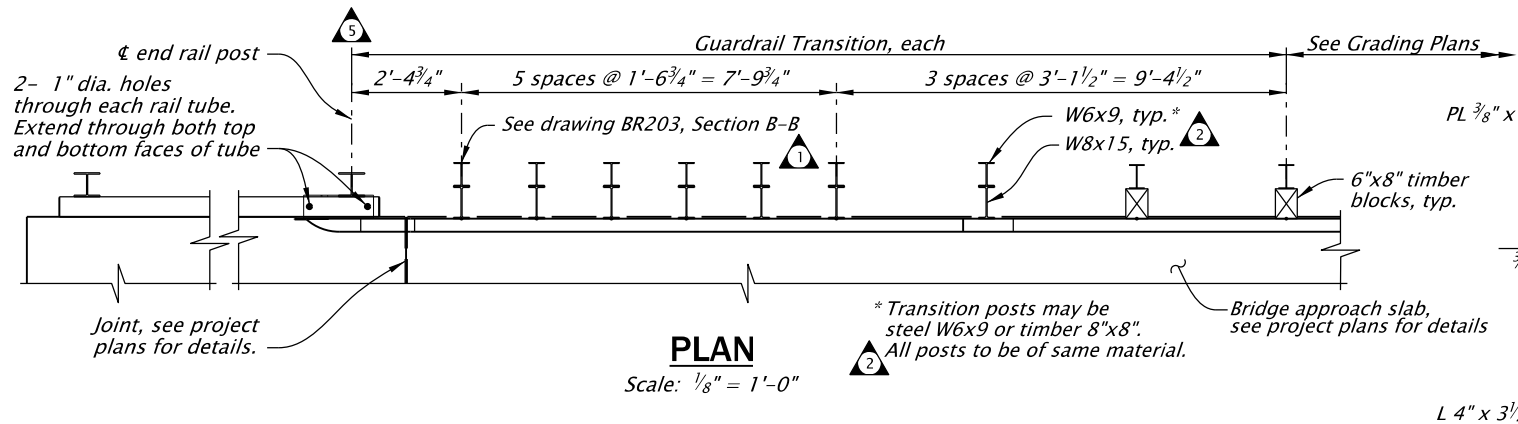 5
℄ end rail post
Guardrail Transition, each
See Grading Plans
2'-4¾"
5 spaces @ 1'-6¾" = 7'-9¾"
3 spaces @ 3'-1½" = 9'-4½"
2- 1" dia. holes
through each rail tube.
Extend through both top
and bottom faces of tube
See drawing BR203, Section B-B
1
W6x9, typ.*
W8x15, typ.
2
PL ⅜" x
6"x8" timber
blocks, typ.
Joint, see project
plans for details.
* Transition posts may be
steel W6x9 or timber 8"x8".
All posts to be of same material.
2
Bridge approach slab,
see project plans for details
PLAN
Scale: ⅛" = 1'-0"
L 4" x 3